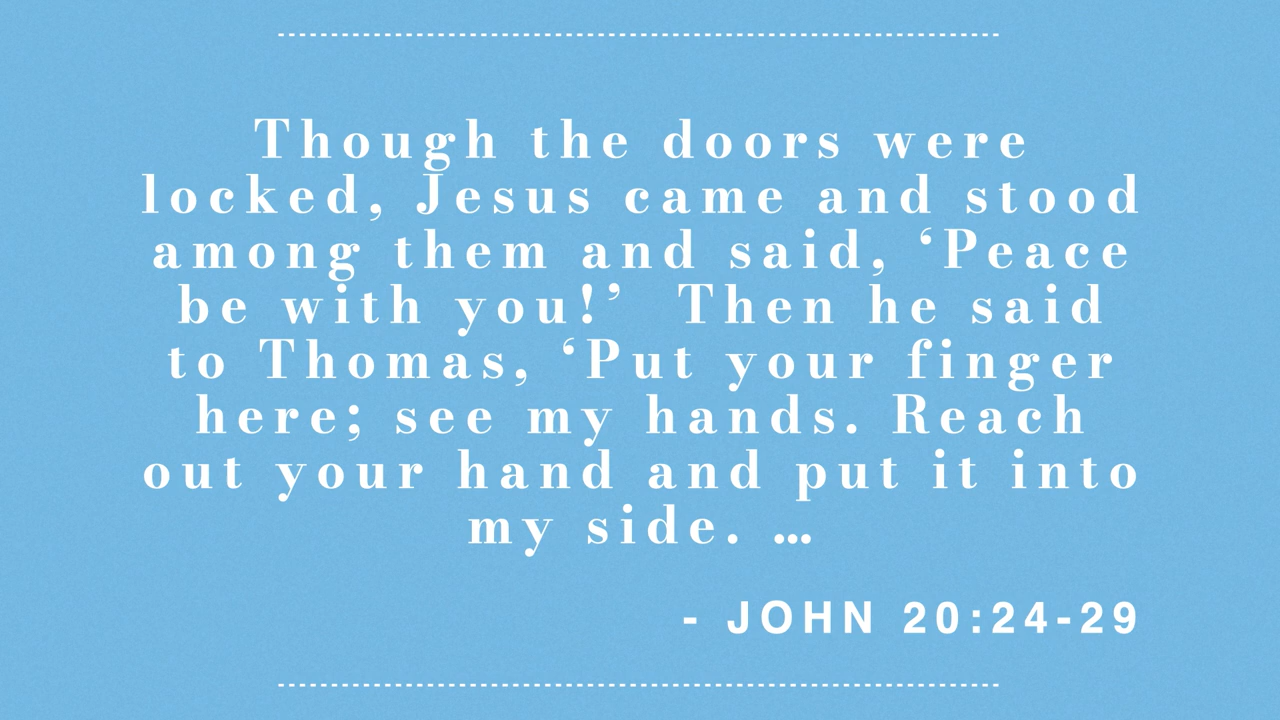 Though the doors were
locked, Jesus came and stood
among them and said, ‘Peace
be with you!’  Then he said
to Thomas, ‘Put your finger
here; see my hands. Reach
out your hand and put it into
my side. …
- JOHN 20:24-29